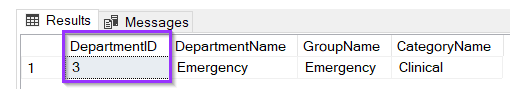 Results Messages
DepartmentID DepartmentName GroupName CategoryName
1 3 Emergency Emergency Clinical